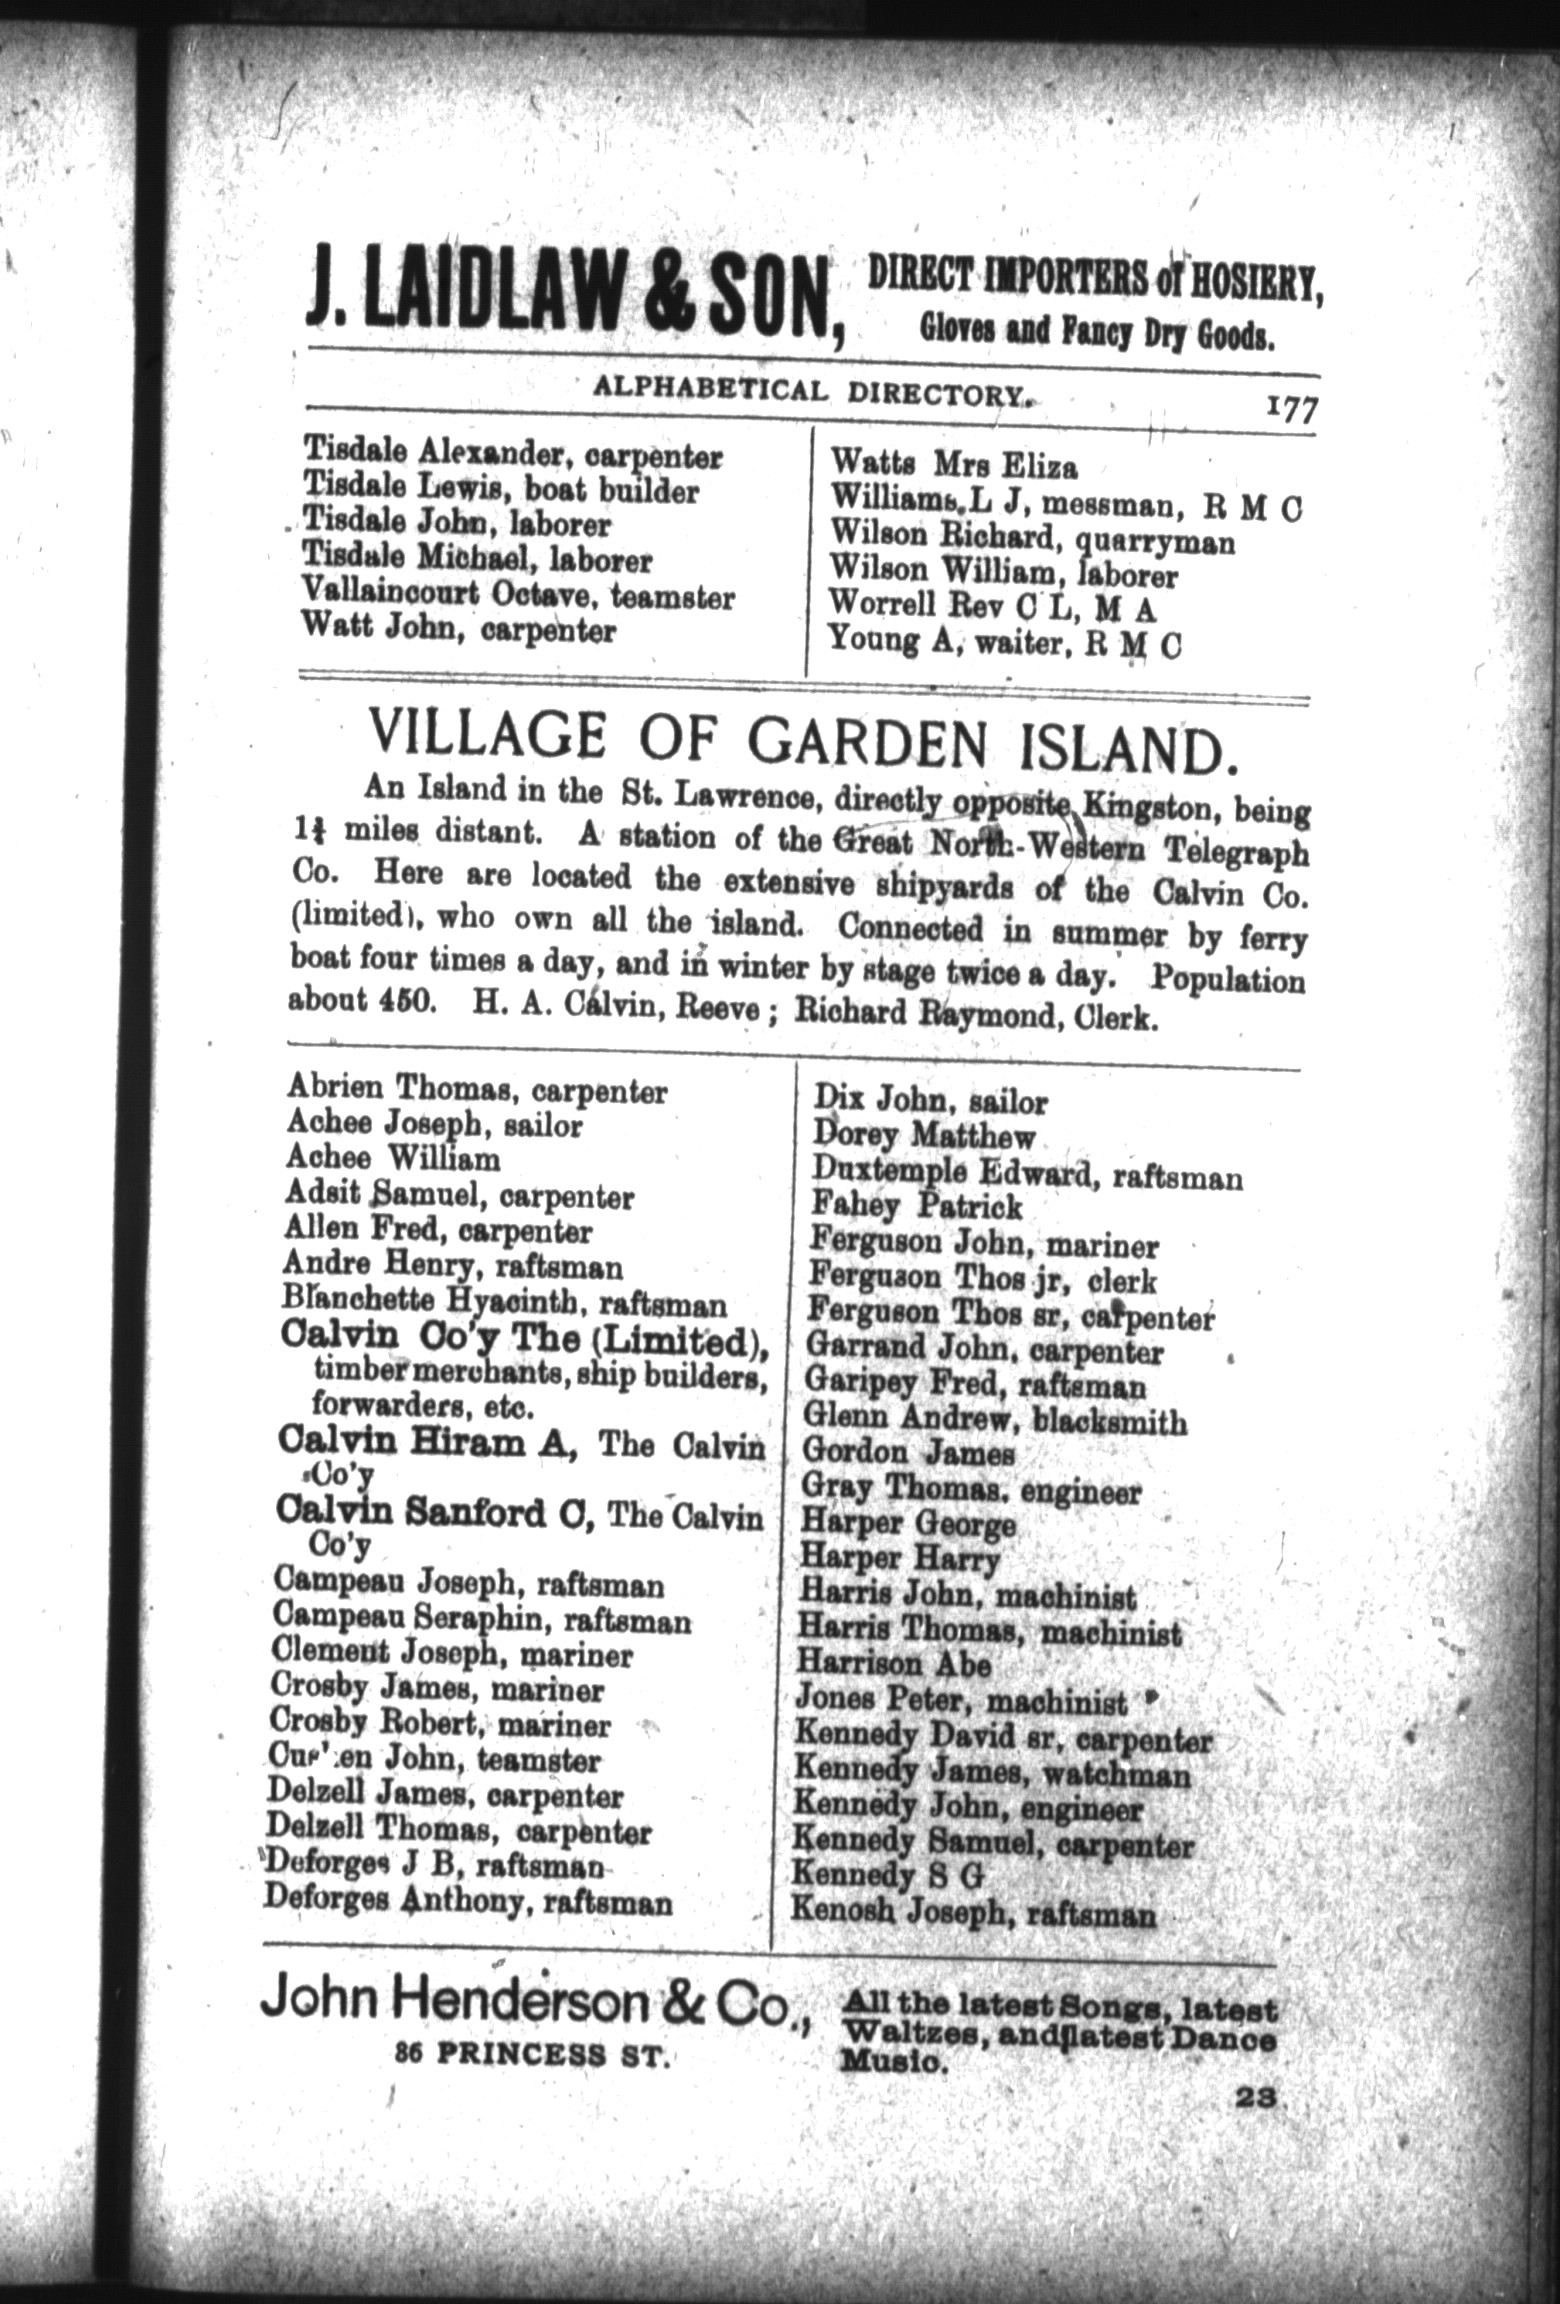 J. LAIDLAW & SON,
DIRECT IMPORTERS of HOSIERY,
Gloves and Fancy Dry Goods.
ALPHABETICAL DIRECTORY. 177
Tisdale Alexander, carpenter
Tisdale Lewis, boat builder
Tisdale John, laborer
Tisdale Michael, laborer
Vallaincourt Octave, teamster
Watt John, carpenter
Watts Mrs Eliza
Williams L J, messman, R M C
Wilson Richard, quarryman
Wilson William, laborer
Worrell Rev C L, M A
Young A, waiter, R M C
VILLAGE OF GARDEN ISLAND.
An Island in the St. Lawrence, directly opposite Kingston, being
miles distant. A station of the Great North-Western Telegraph
Co. Here are located the extensive shipyards of the Calvin Co.
(limited), who own all the island. Connected in summer by ferry
boat four times a day, and in winter by stage twice a day. Population
about 450. H. A. Calvin, Reeve; Richard Raymond, Clerk.
Abrien Thomas, carpenter
Achee Joseph, sailor
Achee William
Adsit Samuel, carpenter
Allen Fred, carpenter
Andre Henry, raftsman
Blanchette Hyacinth, raftsman
Calvin Co'y The (Limited),
timber merchants, ship builders,
forwarders, etc.
Calvin Hiram A, The Calvin
Co'y
Calvin Sanford C, The Calvin
Co'y
Campeau Joseph, raftsman
Campeau Seraphin, raftsman
Clement Joseph, mariner
Crosby James, mariner
Crosby Robert, mariner
John, teamster
Delzell James, carpenter
Delzell Thomas, carpenter
Deforges J B, raftsman
Deforges Anthony, raftsman
Dix John, sailor
Dorey Matthew
Duxtemple Edward, raftsman
Fahey Patrick
Ferguson John, mariner
Ferguson Thos jr, clerk
Ferguson Thos sr, carpenter
Garrand John, carpenter
Garipey Fred, raftsman
Glenn Andrew, blacksmith
Gordon James
Gray Thomas, engineer
Harper George
Harper Harry
Harris John, machinist
Harris Thomas, machinist
Harrison Abe
Jones Peter, machinist
Kennedy David sr, carpenter
Kennedy James, watchman
Kennedy John, engineer
Kennedy Samuel, carpenter
Kennedy S G
Kenosh Joseph, raftsman
John Henderson & Co.,
86 PRINCESS ST.
All the latest Songs, latest
Waltzes, and latest Dance
Music.
23